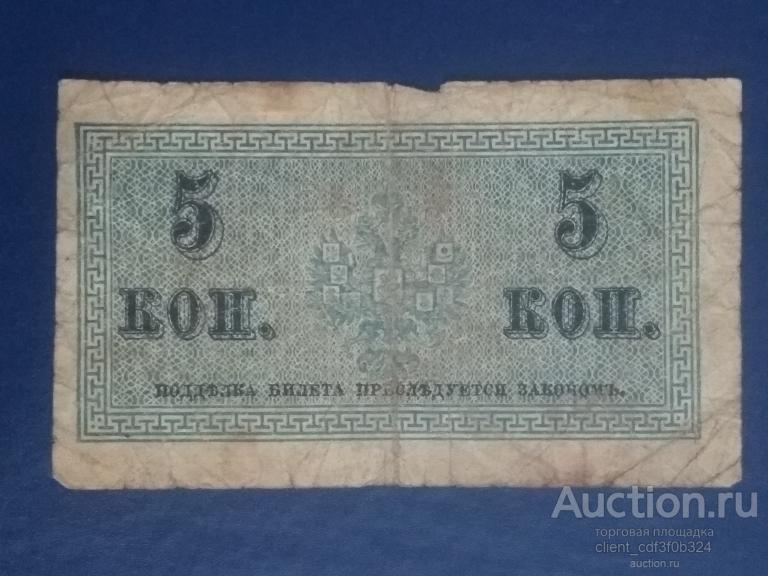 5 5
КОП. КОП.
ПОДДѢЛКА БИЛЕТА ПРЕСЛѢДУЕТСЯ ЗАКОНОМЪ.
Auction.ru
торговая площадка
client_cdf3f0b324
auction.ru